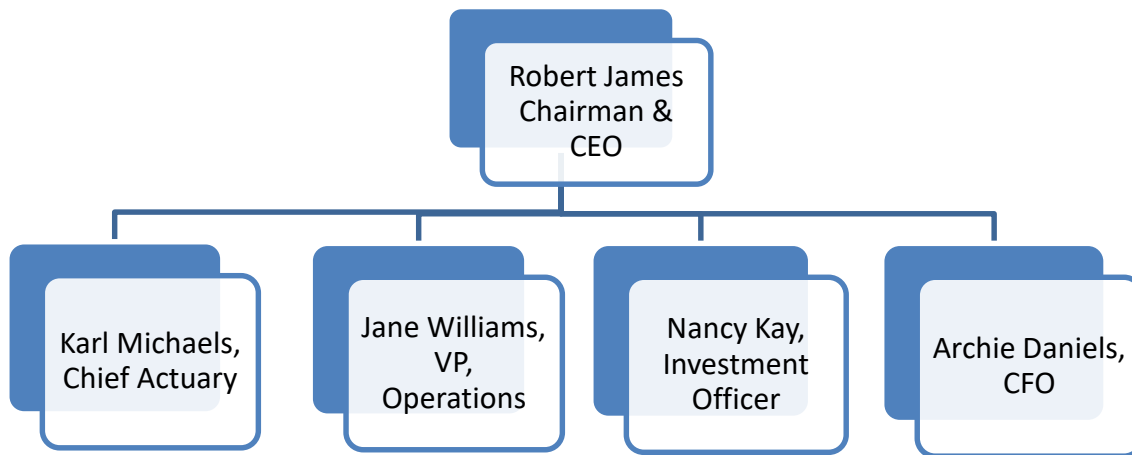 Robert James
Chairman &
CEO
Karl Michaels,
Chief Actuary
Jane Williams,
VP,
Operations
Nancy Kay,
Investment
Officer
Archie Daniels,
CFO